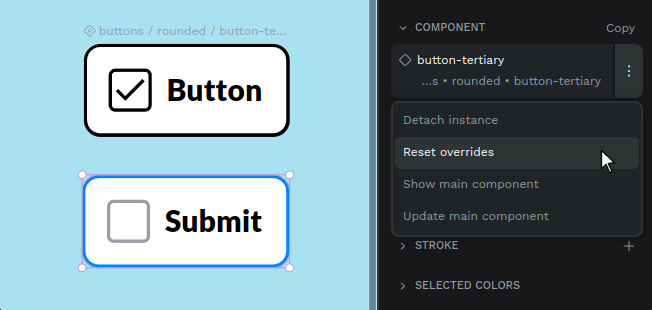 buttons / rounded / button-te...
Button
Submit
COMPONENT
Copy
button-tertiary
...s • rounded • button-tertiary
Detach instance
Reset overrides
Show main component
Update main component
STROKE
SELECTED COLORS